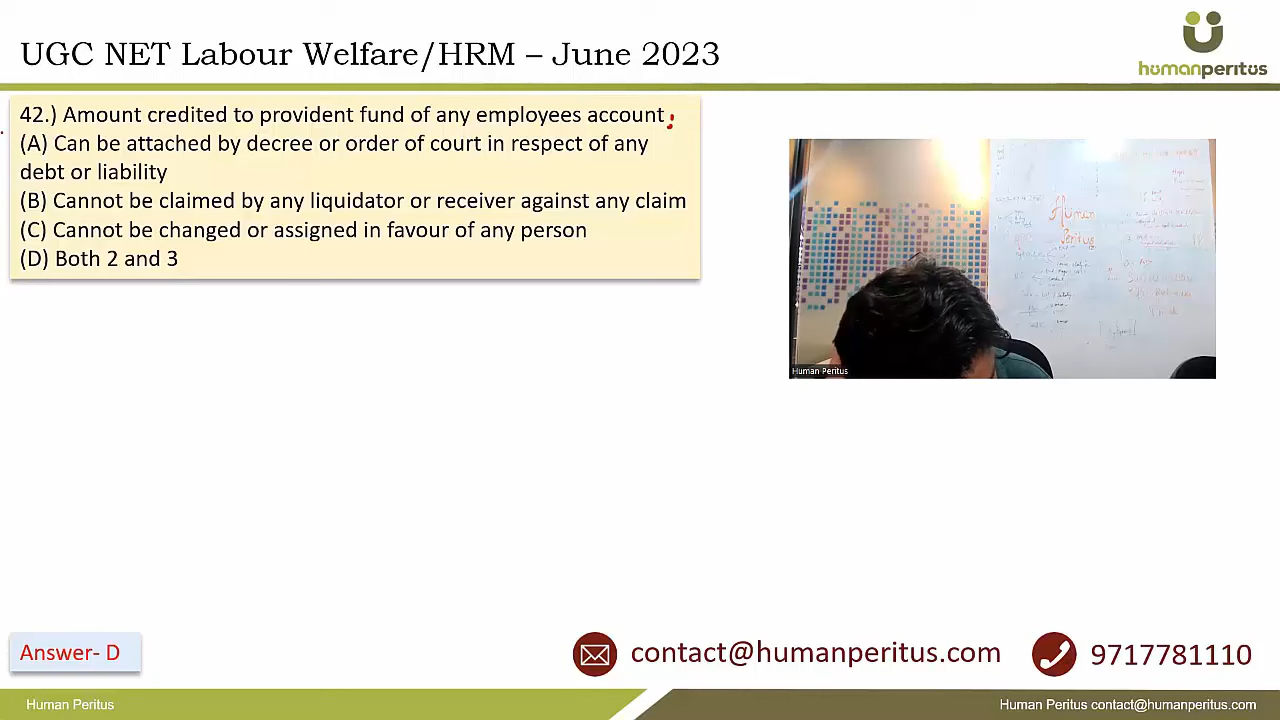 UGC NET Labour Welfare/HRM – June 2023
humanperitus
42.) Amount credited to provident fund of any employees account
(A) Can be attached by decree or order of court in respect of any
debt or liability
(B) Cannot be claimed by any liquidator or receiver against any claim
(C) Cannot be changed or assigned in favour of any person
(D) Both 2 and 3
Human
Peritus
Human Peritus
Answer- D
contact@humanperitus.com
9717781110
Human Peritus
Human Peritus contact@humanperitus.com